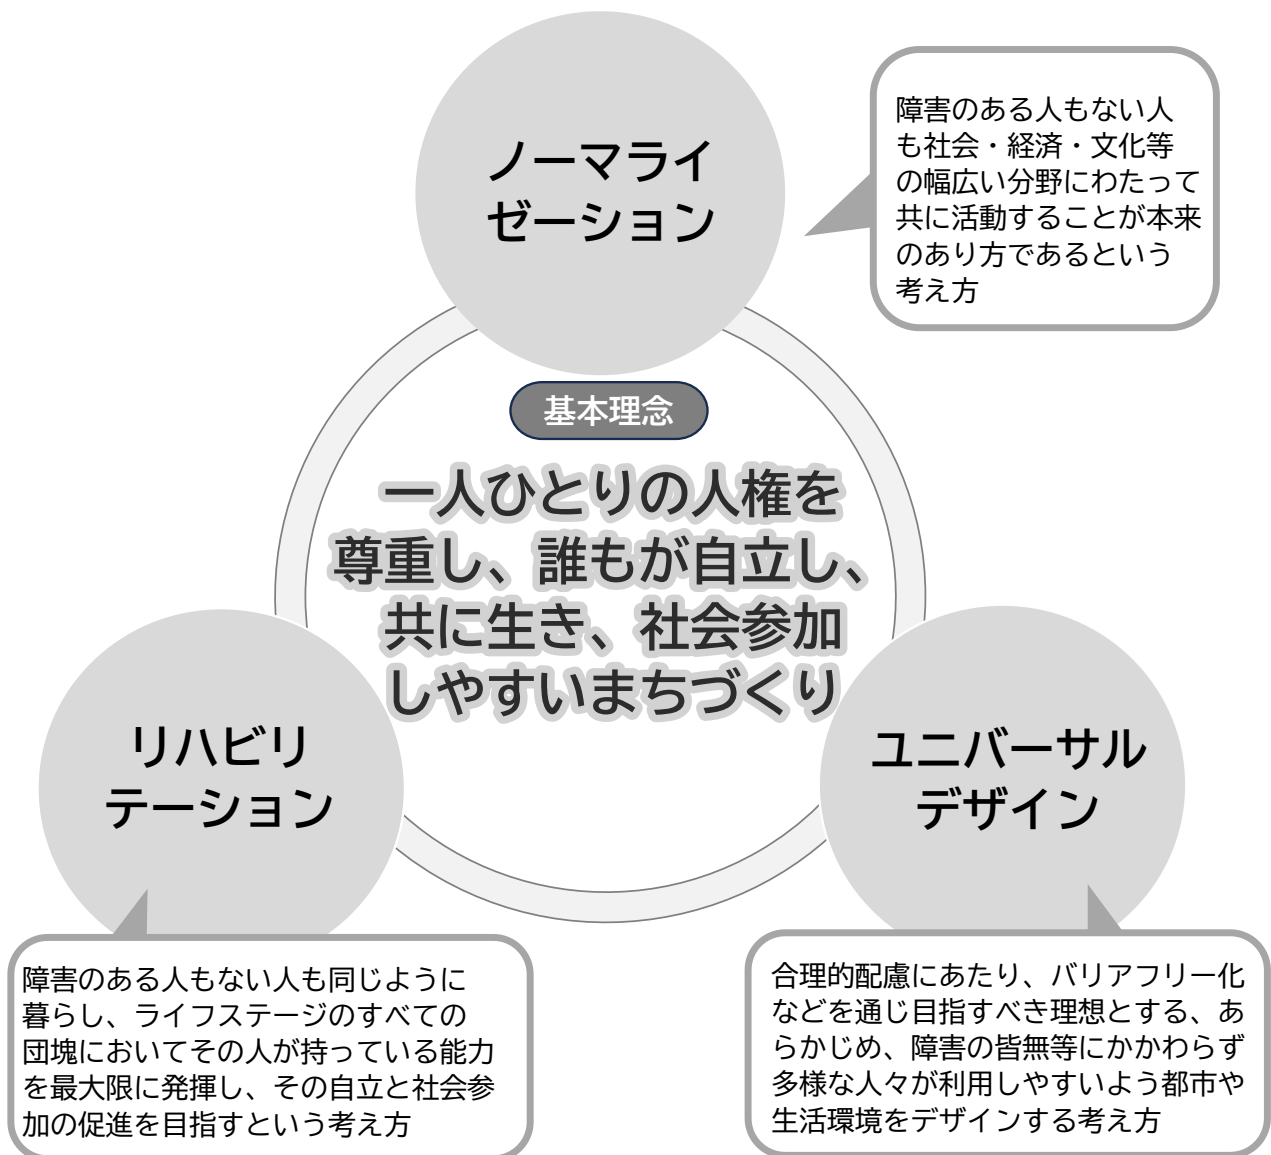 ノーマライ
ゼーション
障害のある人もない人
も社会・経済・文化等
の幅広い分野にわたって
共に活動することが本来
のあり方であるという
考え方
基本理念
一人ひとりの人権を
尊重し、誰もが自立し、
共に生き、社会参加
しやすいまちづくり
リハビリ
テーション
障害のある人もない人も同じように
暮らし、ライフステージのすべての
団塊においてその人が持っている能力
を最大限に発揮し、その自立と社会参
加の促進を目指すという考え方
ユニバーサル
デザイン
合理的配慮にあたり、バリアフリー化
などを通じ目指すべき理想とする、あ
らかじめ、障害の皆無等にかかわらず
多様な人々が利用しやすいよう都市や
生活環境をデザインする考え方